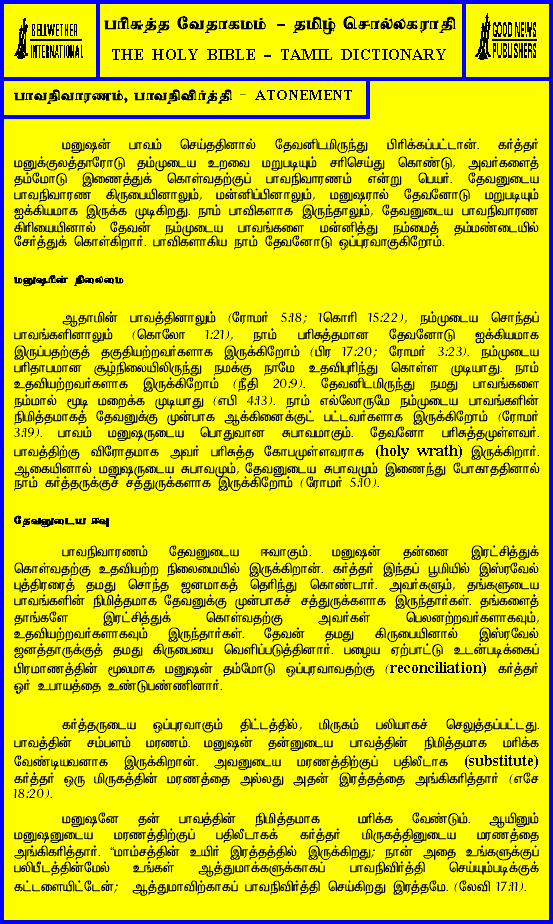 BELLWETHER
INTERNATIONAL
பரிசுத்த வேதாகமம் – தமிழ் சொல்லகராதி
THE HOLY BIBLE – TAMIL DICTIONARY
GOOD NEWS
PUBLISHERS
பாவநிவாரணம், பாவநிவிர்த்தி – ATONEMENT
மனுஷன் பாவம் செய்ததினால் தேவனிடமிருந்து பிரிக்கப்பட்டான். கர்த்தர்
மனுக்குலத்தாரோடு தம்முடைய உறவை மறுபடியும் சரிசெய்து கொண்டு, அவர்களைத்
தம்மோடு இணைத்துக் கொள்வதற்குப் பாவநிவாரணம் என்று பெயர். தேவனுடைய
பாவநிவாரண கிருபையினாலும், மன்னிப்பினாலும், மனுஷரால் தேவனோடு மறுபடியும்
ஐக்கியமாக இருக்க முடிகிறது. நாம் பாவிகளாக இருந்தாலும், தேவனுடைய பாவநிவாரண
கிரியையினால் தேவன் நம்முடைய பாவங்களை மன்னித்து நம்மைத் தம்மண்டையில்
சேர்த்துக் கொள்கிறார். பாவிகளாகிய நாம் தேவனோடு ஒப்புரவாகுகிறோம்.
மனுஷரின் நிலைமை
ஆதாமின் பாவத்தினாலும் (ரோமர் 5:18; 1கொரி 15:22), நம்முடைய சொந்தப்
பாவங்களினாலும் (கொலோ 1:21), நாம் பரிசுத்தமான தேவனோடு ஐக்கியமாக
இருப்பதற்குத் தகுதியற்றவர்களாக இருக்கிறோம் (பிர 17:20; ரோமர் 3:23). நம்முடைய
பரிதாபமான சூழ்நிலையிலிருந்து நமக்கு நாமே உதவிபுரிந்து கொள்ள முடியாது. நாம்
உதவியற்றவர்களாக இருக்கிறோம் (நீதி 20:9). தேவனிடமிருந்து நமது பாவங்களை
நம்மால் மூடி மறைக்க முடியாது (எபி 4:13). நாம் எல்லோருமே நம்முடைய பாவங்களின்
நிமித்தமாகத் தேவனுக்கு முன்பாக ஆக்கினைக்குட் பட்டவர்களாக இருக்கிறோம் (ரோமர்
3:19). பாவம் மனுஷருடைய பொதுவான சுபாவமாகும். தேவனோ பரிசுத்தமுள்ளவர்.
பாவத்திற்கு விரோதமாக அவர் பரிசுத்த கோபமுள்ளவராக (holy wrath) இருக்கிறார்.
ஆகையினால் மனுஷருடைய சுபாவமும், தேவனுடைய சுபாவமும் இணைந்து போகாததினால்
நாம் கர்த்தருக்குச் சத்துருக்களாக இருக்கிறோம் (ரோமர் 5:10).
தேவனுடைய ஈவு
பாவநிவாரணம் தேவனுடைய ஈவாகும். மனுஷன் தன்னை இரட்சித்துக்
கொள்வதற்கு உதவியற்ற நிலைமையில் இருக்கிறான். கர்த்தர் இந்தப் பூமியில் இஸ்ரவேல்
புத்திரரைத் தமது சொந்த ஜனமாகத் தெரிந்து கொண்டார். அவர்களும், தங்களுடைய
பாவங்களின் நிமித்தமாக தேவனுக்கு முன்பாகச் சத்துருக்களாக இருந்தார்கள். தங்களைத்
தாங்களே இரட்சித்துக் கொள்வதற்கு அவர்கள் பெலனற்றவர்களாகவும்,
உதவியற்றவர்களாகவும் இருந்தார்கள். தேவன் தமது கிருபையினால் இஸ்ரவேல்
ஜனத்தாருக்குத் தமது கிருபையை வெளிப்படுத்தினார். பழைய ஏற்பாட்டு உடன்படிக்கைப்
பிரமாணத்தின் மூலமாக மனுஷன் தம்மோடு ஒப்புரவாவதற்கு (reconciliation) கர்த்தர்
ஓர் உபாயத்தை உண்டுபண்ணினார்.
கர்த்தருடைய ஒப்புரவாகும் திட்டத்தில், மிருகம் பலியாகச் செலுத்தப்பட்டது.
பாவத்தின் சம்பளம் மரணம். மனுஷன் தன்னுடைய பாவத்தின் நிமித்தமாக மரிக்க
வேண்டியவனாக இருக்கிறான். அவனுடைய மரணத்திற்குப் பதிலீடாக (substitute)
கர்த்தர் ஒரு மிருகத்தின் மரணத்தை அல்லது அதன் இரத்தத்தை அங்கிகரித்தார் (எசே
18:20).
மனுஷனே தன் பாவத்தின் நிமித்தமாக மரிக்க வேண்டும். ஆயினும்
மனுஷனுடைய மரணத்திற்குப் பதிலீடாகக் கர்த்தர் மிருகத்தினுடைய மரணத்தை
அங்கிகரித்தார். "மாம்சத்தின் உயிர் இரத்தத்தில் இருக்கிறது; நான் அதை உங்களுக்குப்
பலிபீடத்தின்மேல் உங்கள் ஆத்துமாக்களுக்காகப் பாவநிவிர்த்தி செய்யும்படிக்குக்
கட்டளையிட்டேன்; ஆத்துமாவிற்காகப் பாவநிவிர்த்தி செய்கிறது இரத்தமே. (லேவி 17:11).